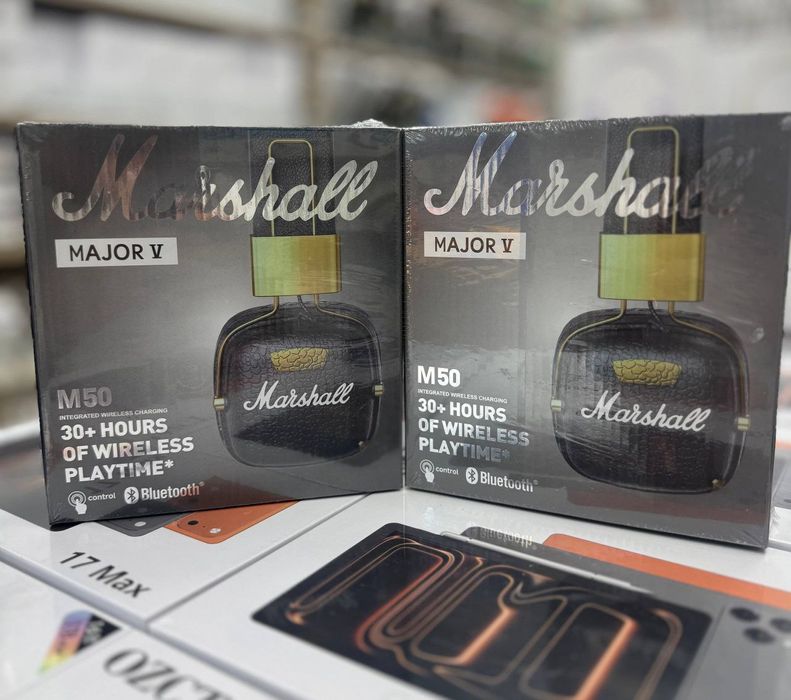 Marshall
MAJOR V
Marshall
M50
INTEGRATED WIRELESS CHARGING
30+ HOURS
OF WIRELESS
PLAYTIME*
control
Bluetooth®
Marshall
MAJOR V
Marshall
M50
INTEGRATED WIRELESS CHARGING
30+ HOURS
OF WIRELESS
PLAYTIME*
control
Bluetooth®
17 Max